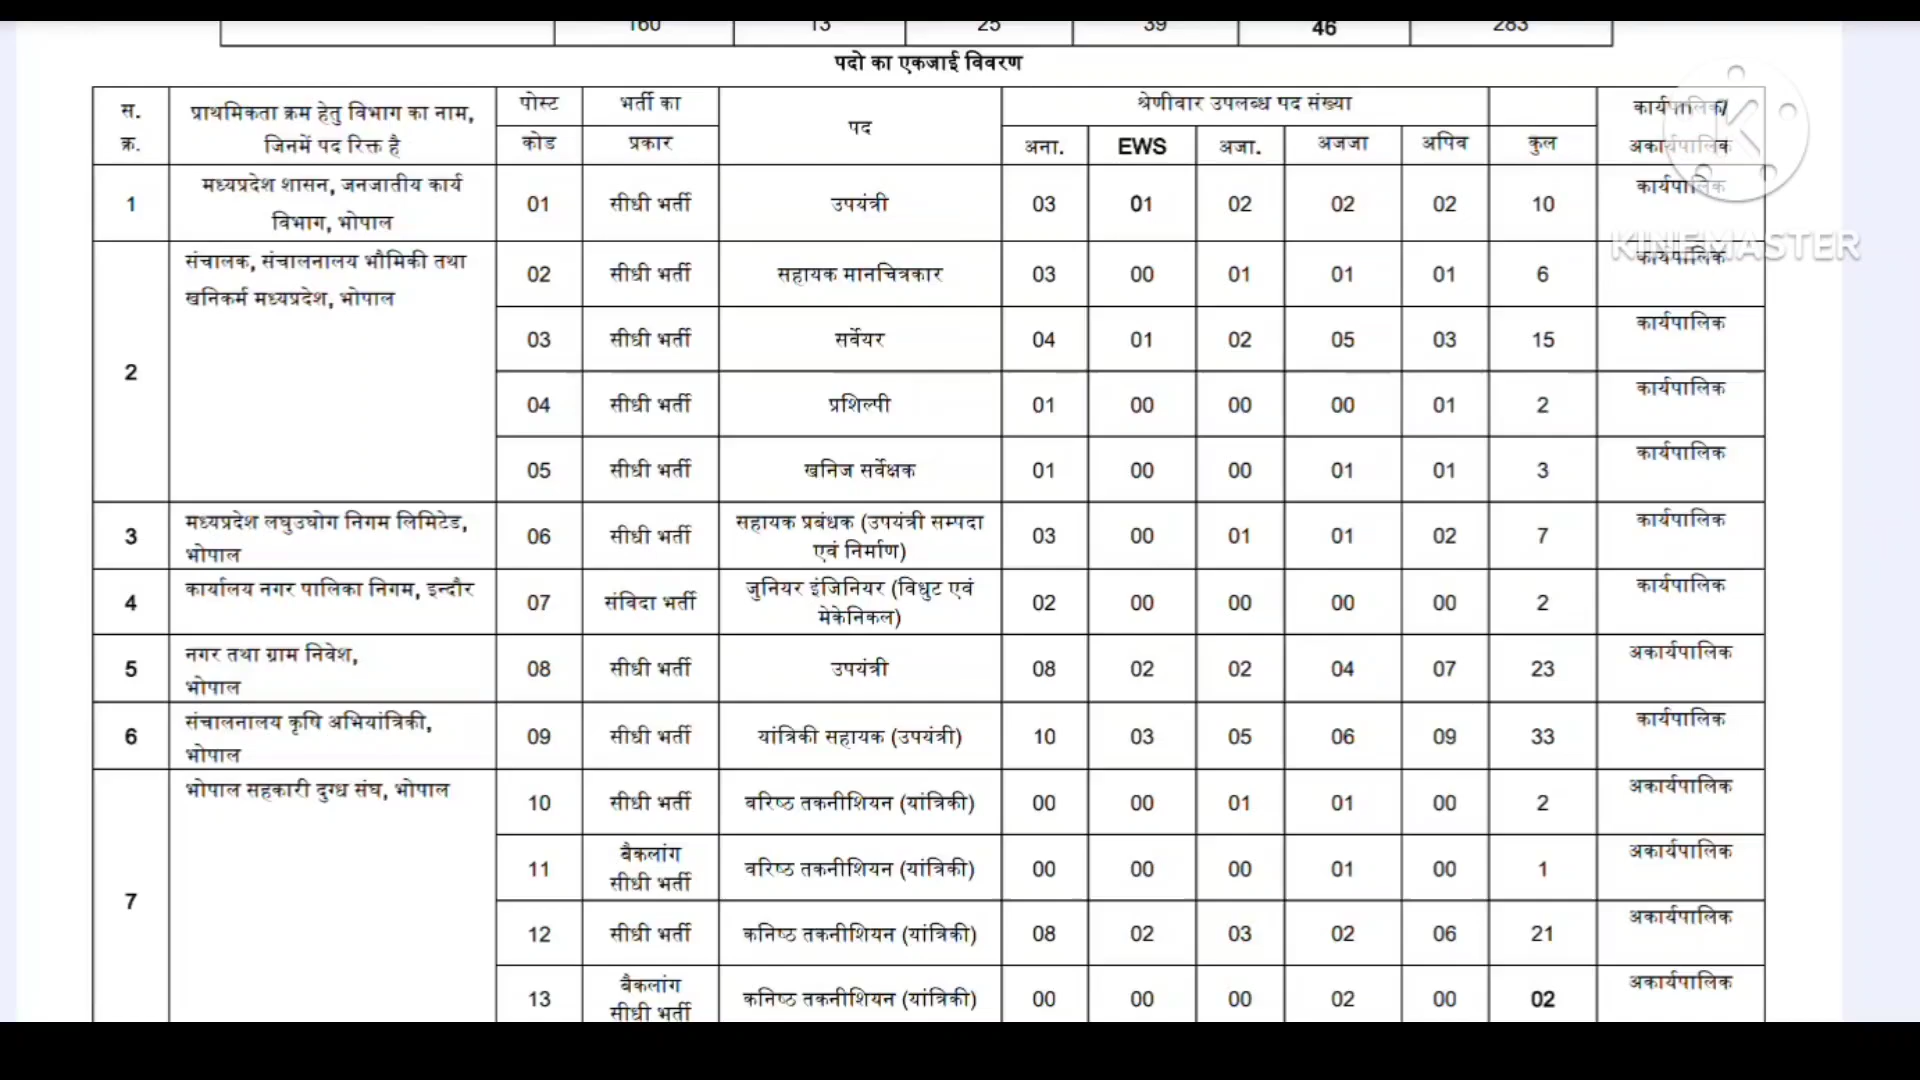 160 13 25 39 46 283
पदो का एकजाई विवरण
स. क्र. प्राथमिकता क्रम हेतु विभाग का नाम, जिनमें पद रिक्त है पोस्ट कोड भर्ती का प्रकार पद श्रेणीवार उपलब्ध पद संख्या कार्यपालिक/ अकार्यपालिक
अना. EWS अजा. अजजा अपिव कुल
1 मध्यप्रदेश शासन, जनजातीय कार्य विभाग, भोपाल 01 सीधी भर्ती उपयंत्री 03 01 02 02 02 10 कार्यपालिक
2 संचालक, संचालनालय भौमिकी तथा खनिकर्म मध्यप्रदेश, भोपाल 02 सीधी भर्ती सहायक मानचित्रकार 03 00 01 01 01 6 कार्यपालिक
03 सीधी भर्ती सर्वेयर 04 01 02 05 03 15 कार्यपालिक
04 सीधी भर्ती प्रशिल्पी 01 00 00 00 01 2 कार्यपालिक
05 सीधी भर्ती खनिज सर्वेक्षक 01 00 00 01 01 3 कार्यपालिक
3 मध्यप्रदेश लघुउघोग निगम लिमिटेड, भोपाल 06 सीधी भर्ती सहायक प्रबंधक (उपयंत्री सम्पदा एवं निर्माण) 03 00 01 01 02 7 कार्यपालिक
4 कार्यालय नगर पालिका निगम, इन्दौर 07 संविदा भर्ती जुनियर इंजिनियर (विधुट एवं मेकेनिकल) 02 00 00 00 00 2 कार्यपालिक
5 नगर तथा ग्राम निवेश, भोपाल 08 सीधी भर्ती उपयंत्री 08 02 02 04 07 23 अकार्यपालिक
6 संचालनालय कृषि अभियांत्रिकी, भोपाल 09 सीधी भर्ती यांत्रिकी सहायक (उपयंत्री) 10 03 05 06 09 33 कार्यपालिक
7 भोपाल सहकारी दुग्ध संघ, भोपाल 10 सीधी भर्ती वरिष्ठ तकनीशियन (यांत्रिकी) 00 00 01 01 00 2 अकार्यपालिक
11 बैकलांग सीधी भर्ती वरिष्ठ तकनीशियन (यांत्रिकी) 00 00 00 01 00 1 अकार्यपालिक
12 सीधी भर्ती कनिष्ठ तकनीशियन (यांत्रिकी) 08 02 03 02 06 21 अकार्यपालिक
13 बैकलांग सीधी भर्ती कनिष्ठ तकनीशियन (यांत्रिकी) 00 00 00 02 00 02 अकार्यपालिक
KINEMASTER